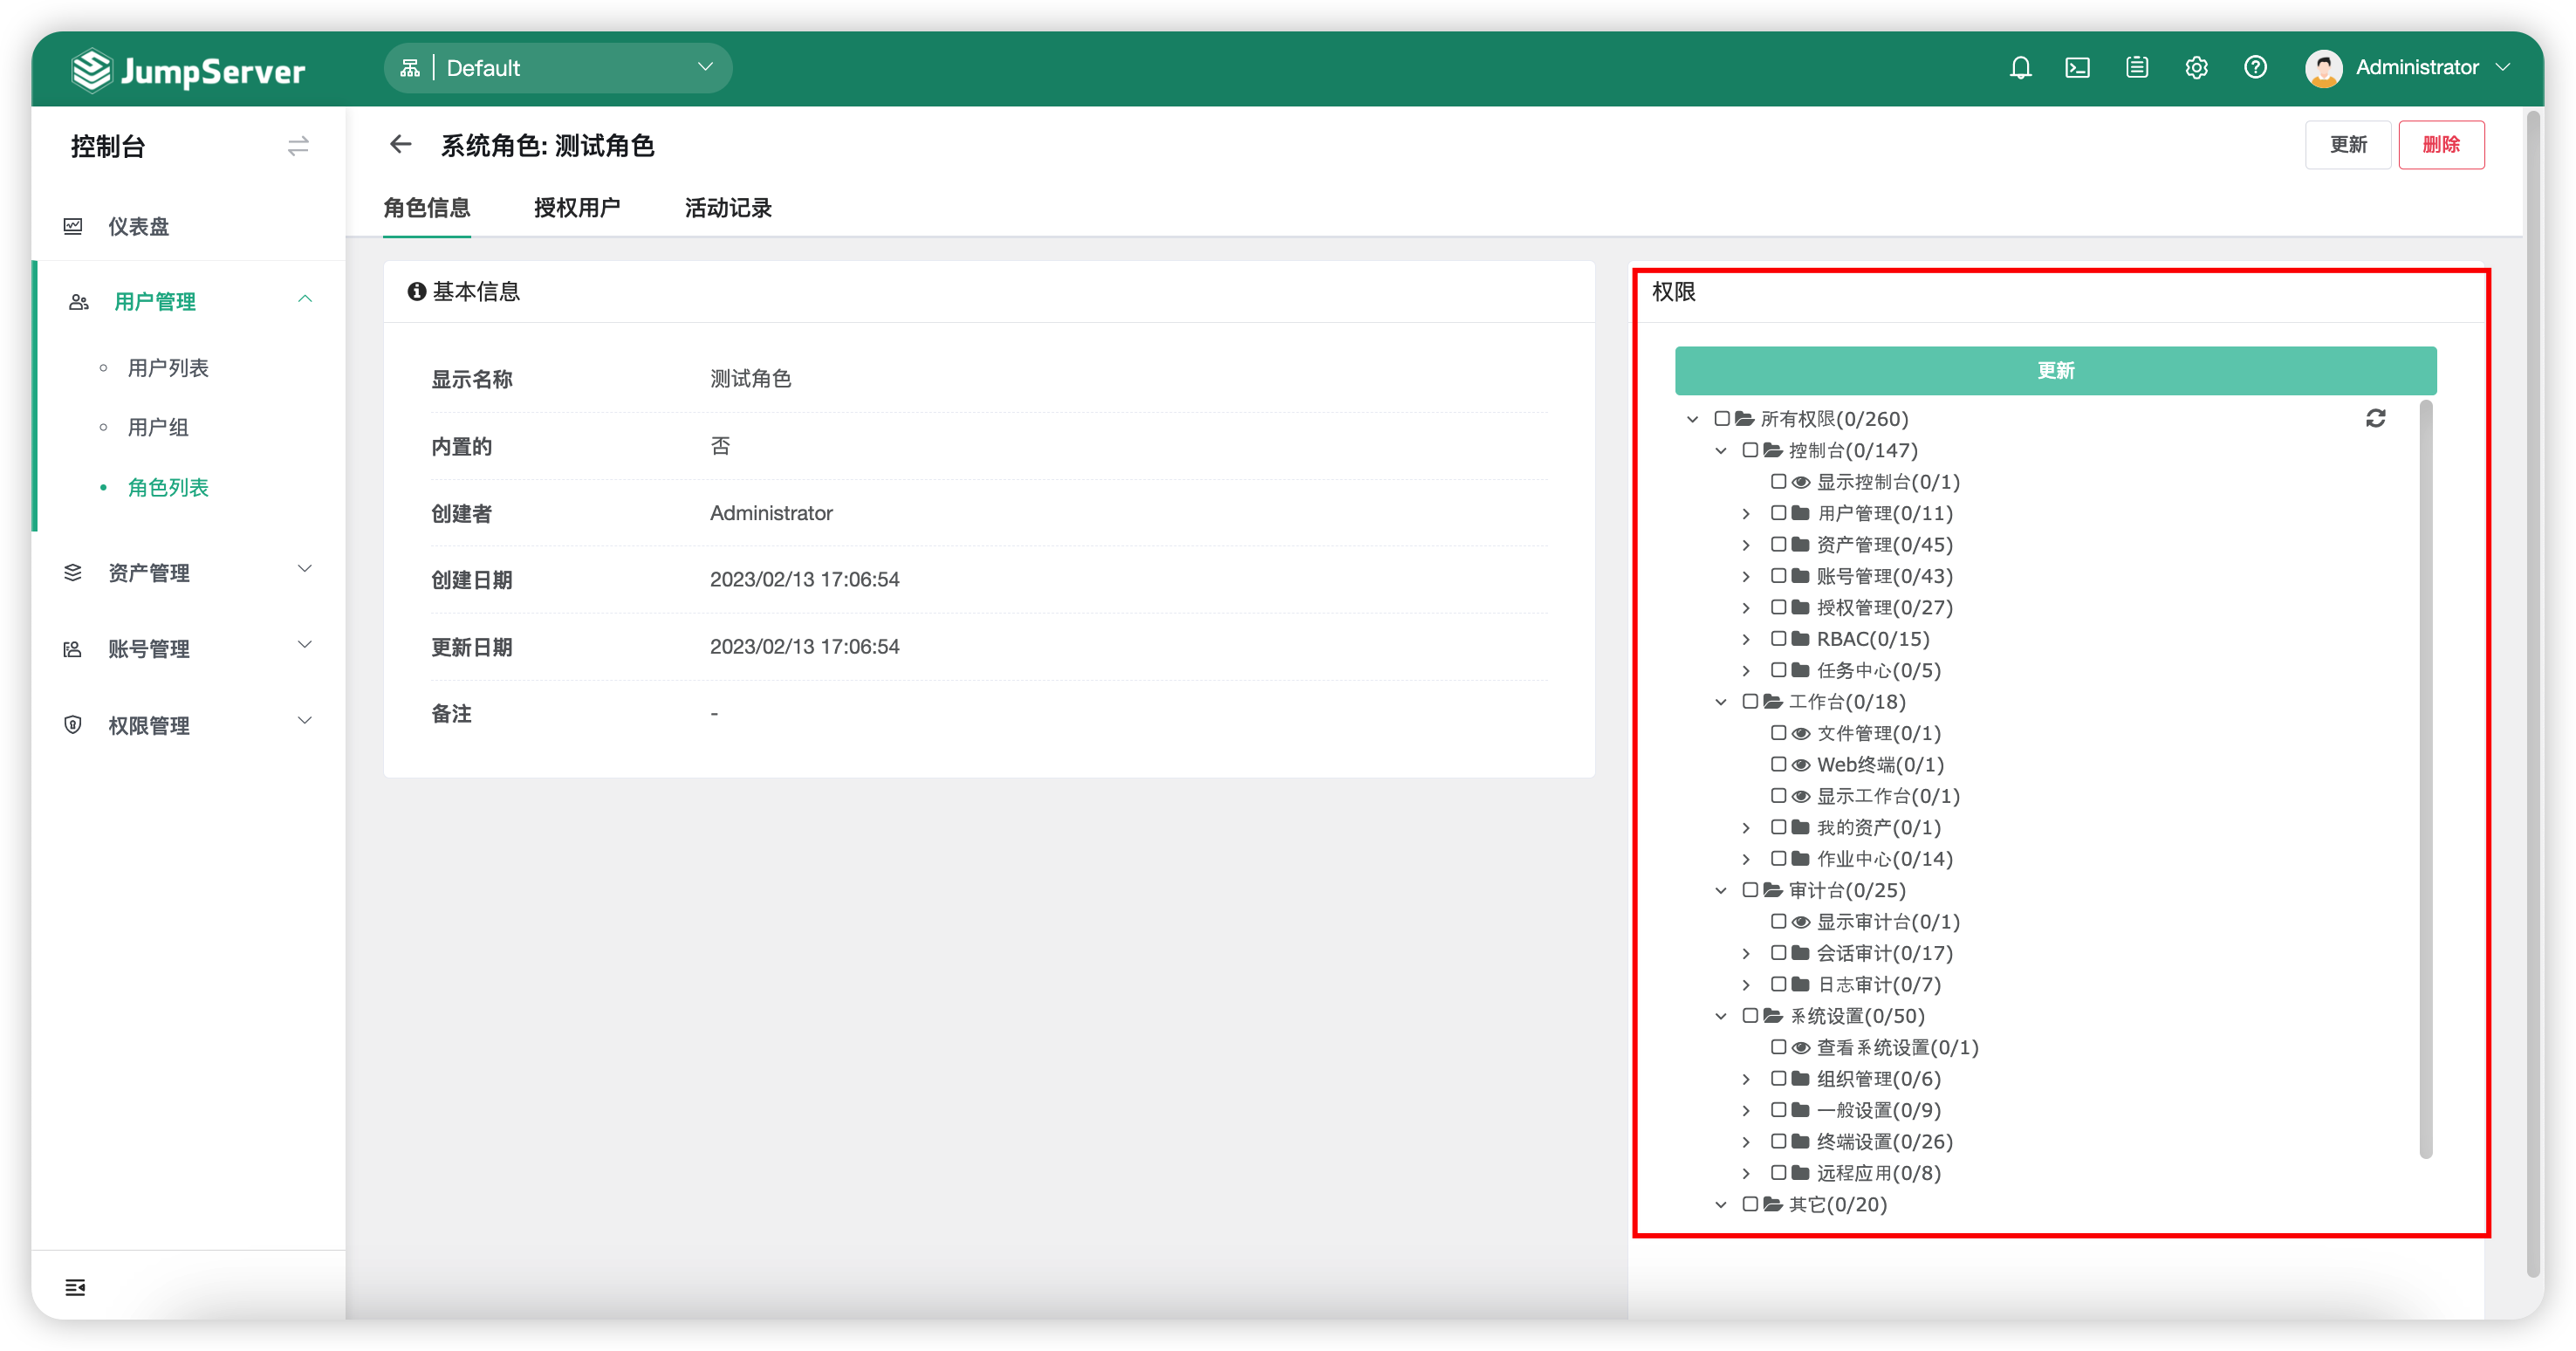 JumpServer
Default
Administrator
控制台
仪表盘
用户管理
用户列表
用户组
角色列表
资产管理
账号管理
权限管理
系统角色: 测试角色
更新
删除
角色信息
授权用户
活动记录
基本信息
显示名称 测试角色
内置的 否
创建者 Administrator
创建日期 2023/02/13 17:06:54
更新日期 2023/02/13 17:06:54
备注 -
权限
更新
所有权限(0/260)
控制台(0/147)
显示控制台(0/1)
用户管理(0/11)
资产管理(0/45)
账号管理(0/43)
授权管理(0/27)
RBAC(0/15)
任务中心(0/5)
工作台(0/18)
文件管理(0/1)
Web终端(0/1)
显示工作台(0/1)
我的资产(0/1)
作业中心(0/14)
审计台(0/25)
显示审计台(0/1)
会话审计(0/17)
日志审计(0/7)
系统设置(0/50)
查看系统设置(0/1)
组织管理(0/6)
一般设置(0/9)
终端设置(0/26)
远程应用(0/8)
其它(0/20)